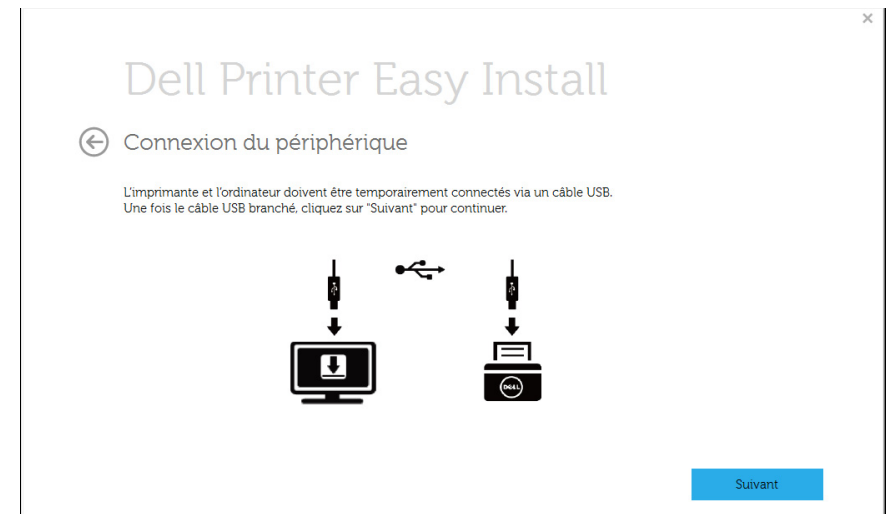 Dell Printer Easy Install
Connexion du périphérique
L'imprimante et l'ordinateur doivent être temporairement connectés via un câble USB.
Une fois le câble USB branché, cliquez sur "Suivant" pour continuer.
DELL
Suivant